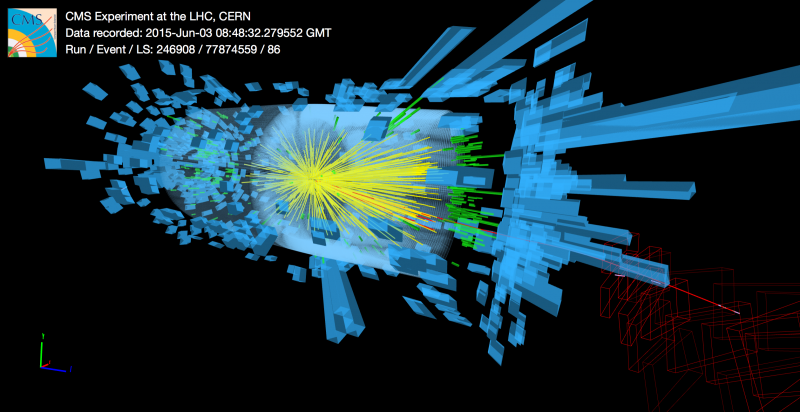 CMS
CMS Experiment at the LHC, CERN
Data recorded: 2015-Jun-03 08:48:32.279552 GMT
Run / Event / LS: 246908 / 77874559 / 86